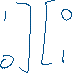 1 ] [ 0
0 ] [ 1